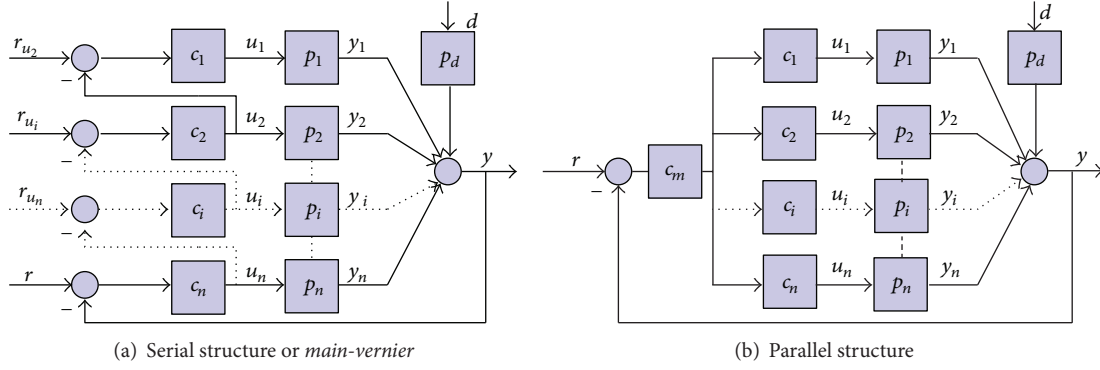 d
r_{u_2} c_1 u_1 p_1 y_1 p_d
−
r_{u_i} c_2 u_2 p_2 y_2
−
y
r_{u_n} c_i u_i p_i y_i
−
r c_n u_n p_n y_n
−
(a) Serial structure or main-vernier
d
c_1 u_1 p_1 y_1 p_d
c_2 u_2 p_2 y_2
r c_m y
−
c_i u_i p_i y_i
c_n u_n p_n y_n
(b) Parallel structure